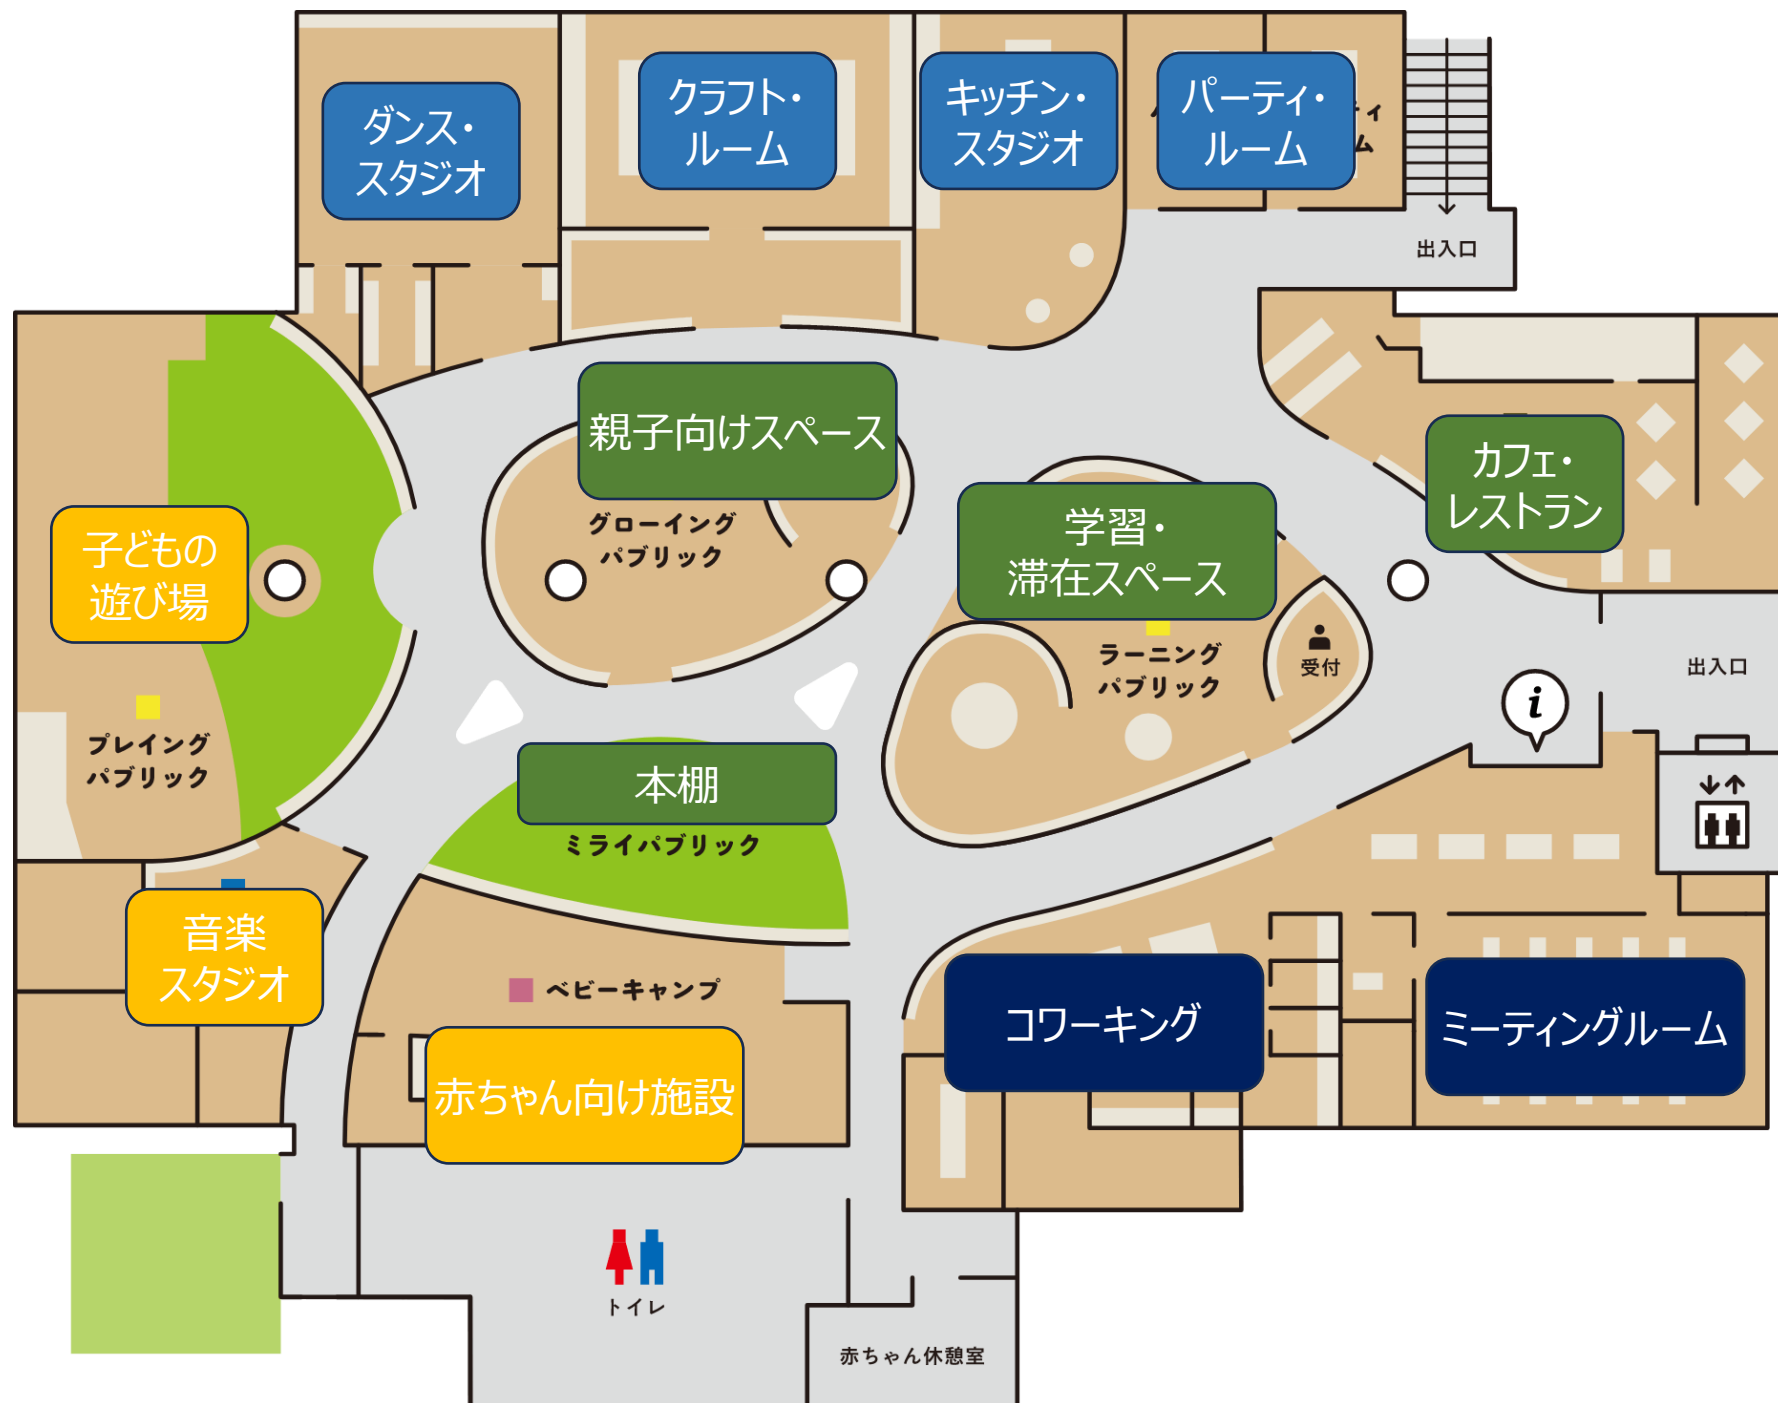 ダンス・
スタジオ
クラフト・
ルーム
キッチン・
スタジオ
パーティ・
ルーム
ィ
ム
出入口
親子向けスペース
グローイング
パブリック
学習・
滞在スペース
ラーニング
パブリック
受付
カフェ・
レストラン
出入口
i
子どもの
遊び場
プレイング
パブリック
本棚
ミライパブリック
音楽
スタジオ
ベビーキャンプ
赤ちゃん向け施設
コワーキング
ミーティングルーム
トイレ
赤ちゃん休憩室